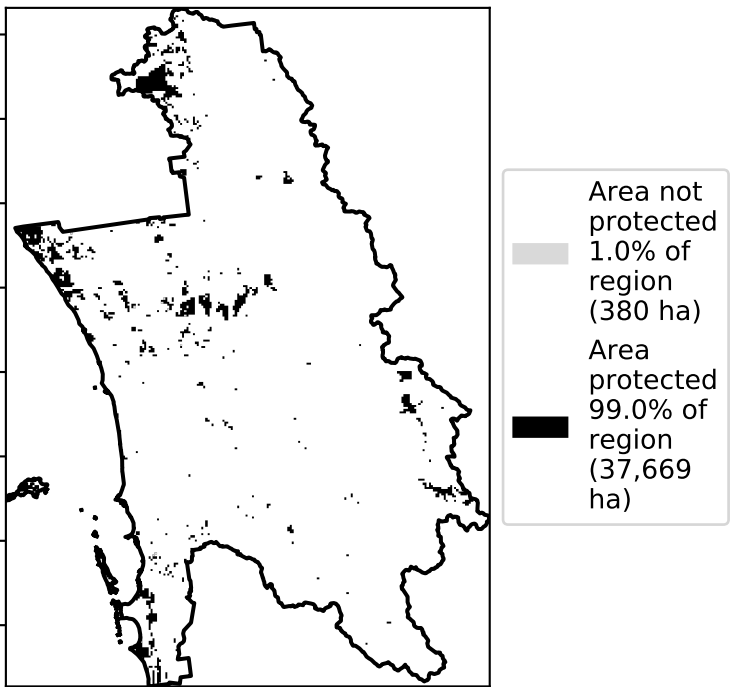 Area not
protected
1.0% of
region
(380 ha)
Area
protected
99.0% of
region
(37,669
ha)